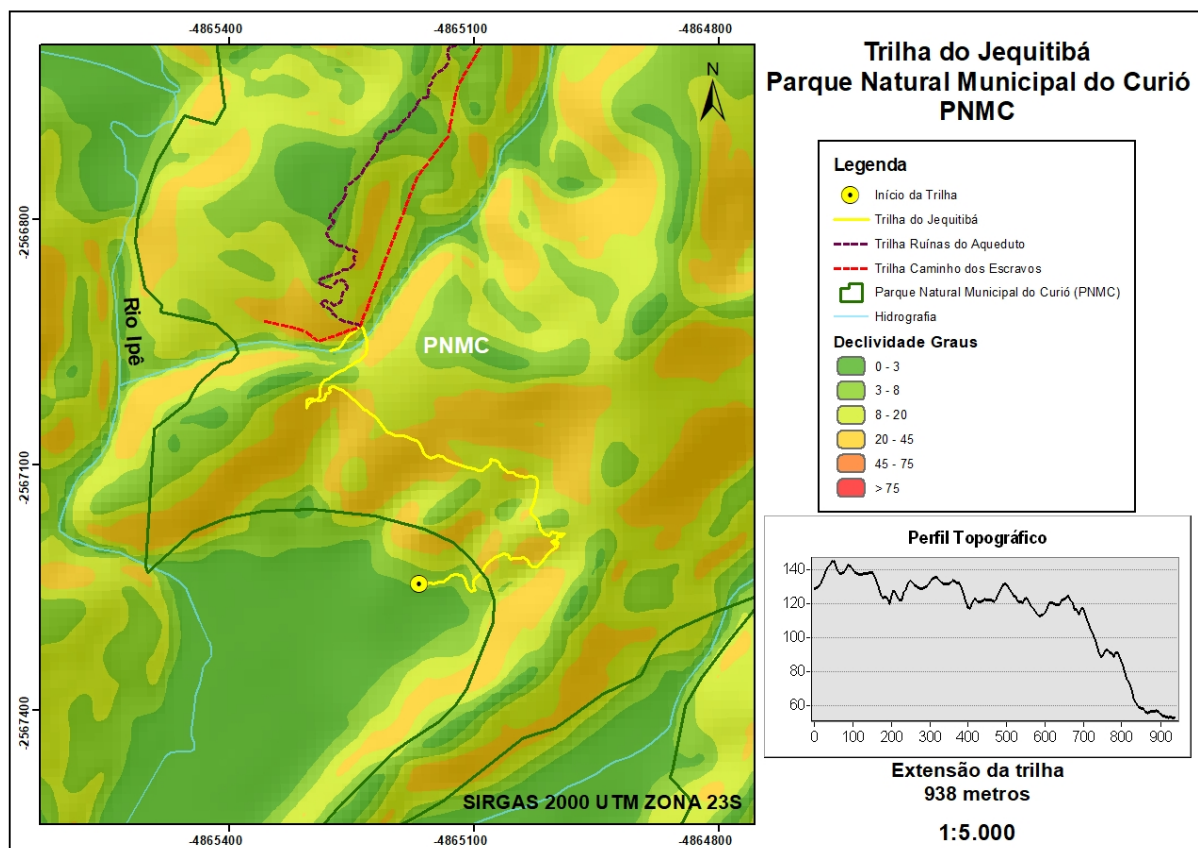 -4865400
-4865100
-4864800
-2566800
-2567100
-2567400
N
Rio Ipê
PNMC
SIRGAS 2000 UTM ZONA 23S
-4865400
-4865100
-4864800
Trilha do Jequitibá
Parque Natural Municipal do Curió
PNMC
Legenda
Início da Trilha
Trilha do Jequitibá
Trilha Ruínas do Aqueduto
Trilha Caminho dos Escravos
Parque Natural Municipal do Curió (PNMC)
Hidrografia
Declividade Graus
0 - 3
3 - 8
8 - 20
20 - 45
45 - 75
> 75
Perfil Topográfico
140
120
100
80
60
0 100 200 300 400 500 600 700 800 900
Extensão da trilha
938 metros
1:5.000